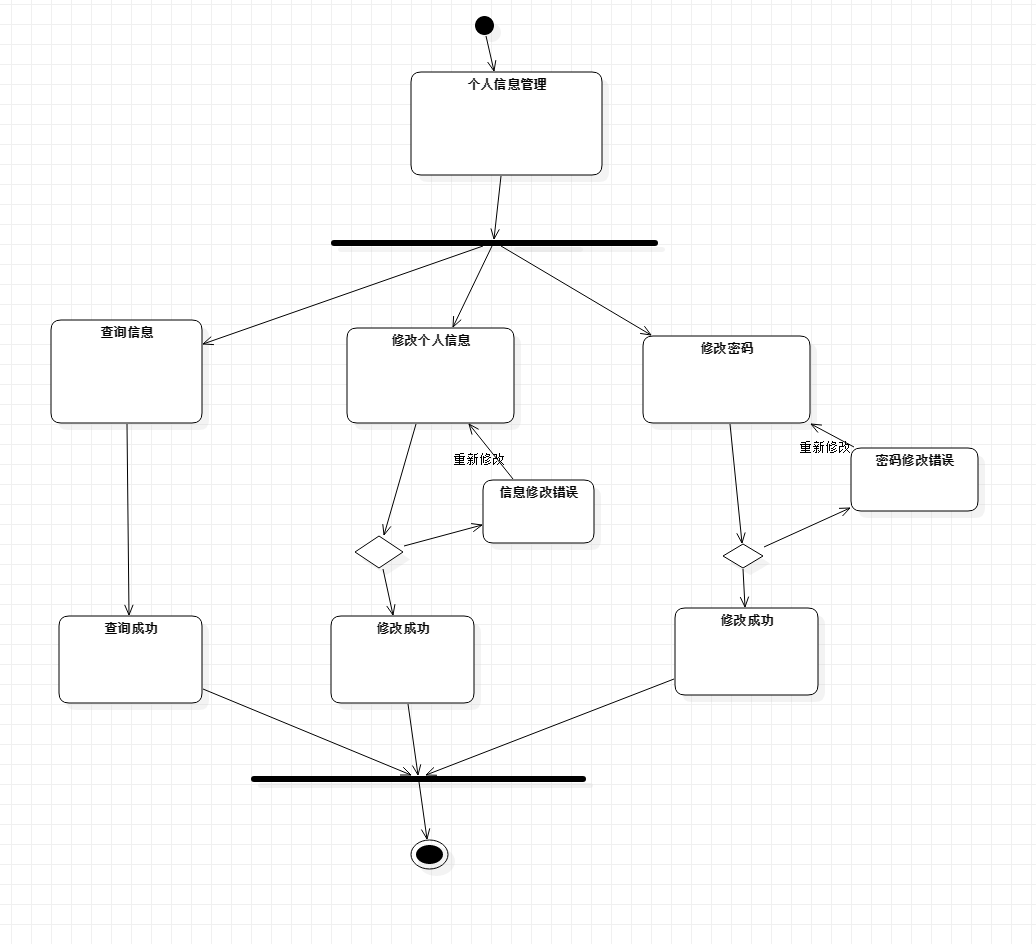 个人信息管理
查询信息
修改个人信息
修改密码
重新修改
重新修改
密码修改错误
信息修改错误
查询成功
修改成功
修改成功